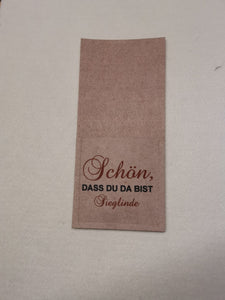 Schön,
DASS DU DA BIST
Sieglinde